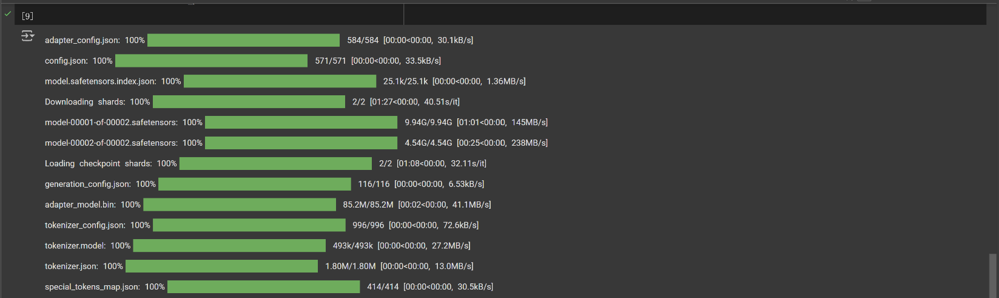 [9]
adapter_config.json: 100% 584/584 [00:00<00:00, 30.1kB/s]
config.json: 100% 571/571 [00:00<00:00, 33.5kB/s]
model.safetensors.index.json: 100% 25.1k/25.1k [00:00<00:00, 1.36MB/s]
Downloading shards: 100% 2/2 [01:27<00:00, 40.51s/it]
model-00001-of-00002.safetensors: 100% 9.94G/9.94G [01:01<00:00, 145MB/s]
model-00002-of-00002.safetensors: 100% 4.54G/4.54G [00:25<00:00, 238MB/s]
Loading checkpoint shards: 100% 2/2 [01:08<00:00, 32.11s/it]
generation_config.json: 100% 116/116 [00:00<00:00, 6.53kB/s]
adapter_model.bin: 100% 85.2M/85.2M [00:02<00:00, 41.1MB/s]
tokenizer_config.json: 100% 996/996 [00:00<00:00, 72.6kB/s]
tokenizer.model: 100% 493k/493k [00:00<00:00, 27.2MB/s]
tokenizer.json: 100% 1.80M/1.80M [00:00<00:00, 13.0MB/s]
special_tokens_map.json: 100% 414/414 [00:00<00:00, 30.5kB/s]